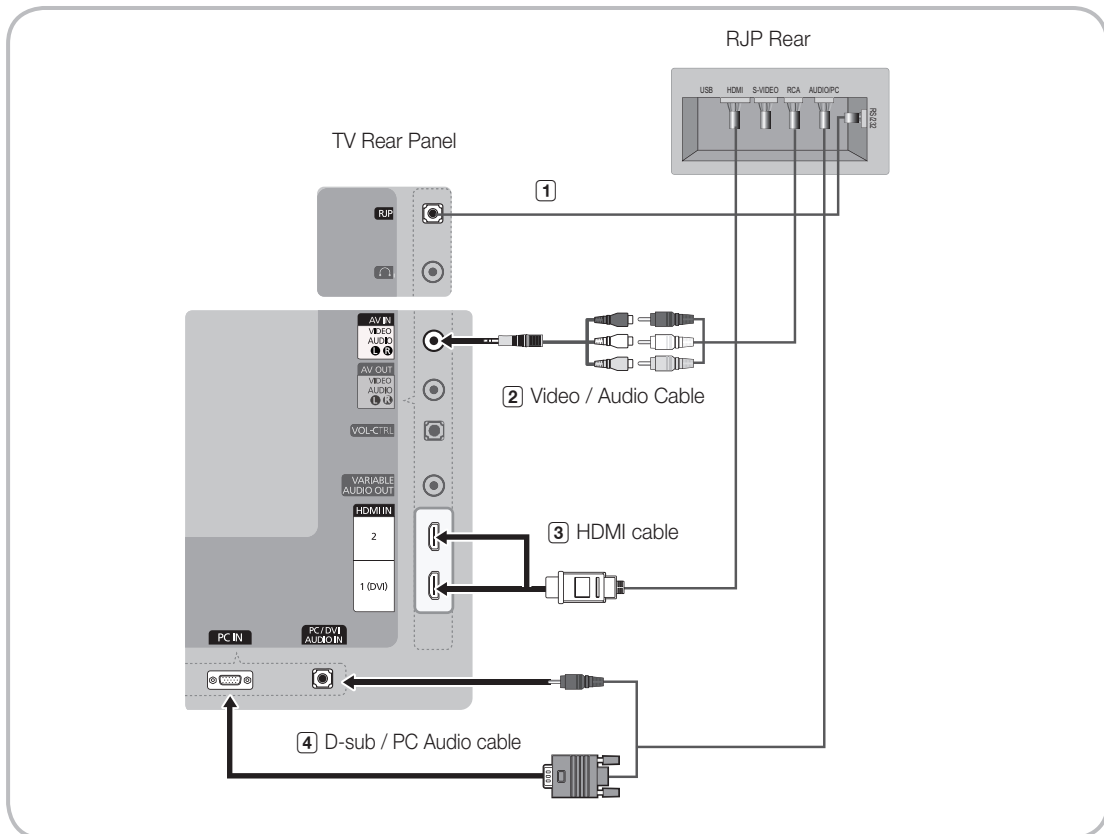 RJP Rear
USB HDMI S-VIDEO RCA AUDIO/PC
RS/232
TV Rear Panel
1
RJP
AV IN
VIDEO
AUDIO
L R
2 Video / Audio Cable
AV OUT
VIDEO
AUDIO
L R
VOL-CTRL
VARIABLE
AUDIO OUT
HDMI IN
2
3 HDMI cable
1 (DVI)
PC IN
PC / DVI
AUDIO IN
4 D-sub / PC Audio cable